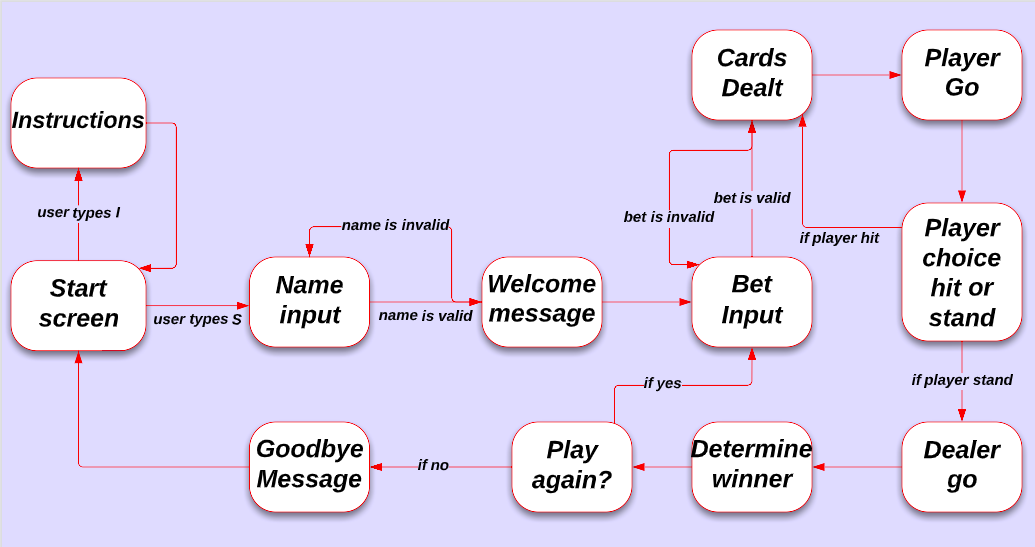 Cards
Dealt
Player
Go
Instructions
user types I
bet is valid
bet is invalid
name is invalid
if player hit
Player
choice
hit or
stand
Start
screen
user types S
Name
input
name is valid
Welcome
message
Bet
Input
if player stand
if yes
Goodbye
Message
if no
Play
again?
Determine
winner
Dealer
go